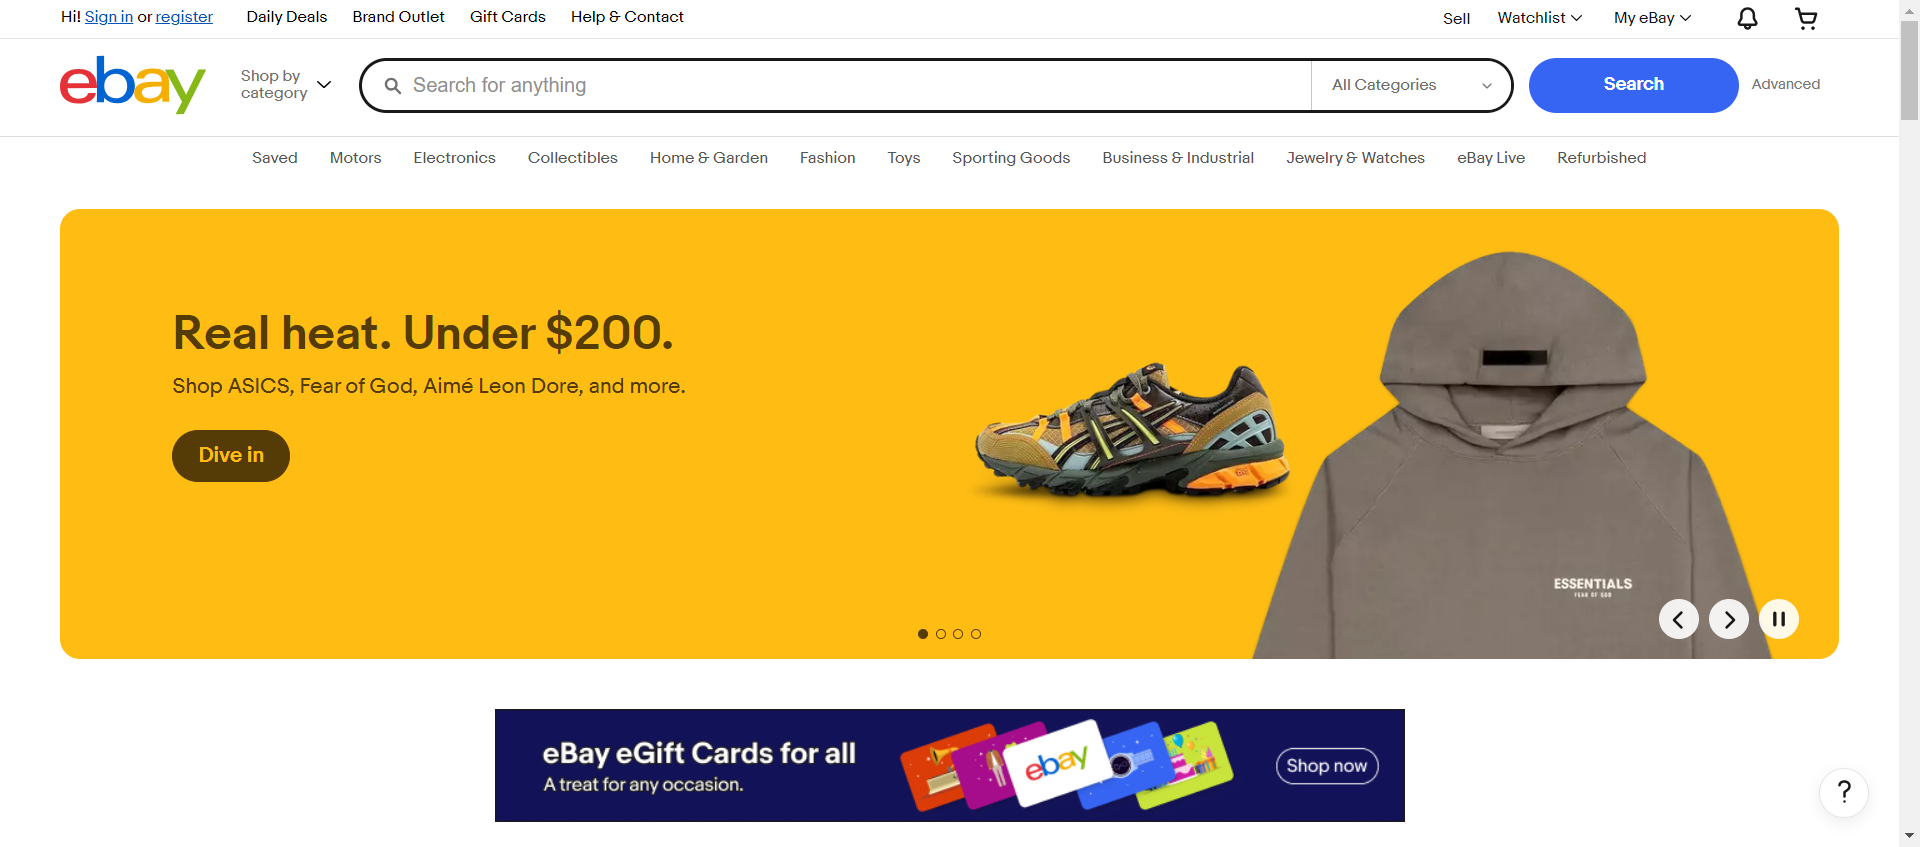 Hi! Sign in or register
Daily Deals
Brand Outlet
Gift Cards
Help & Contact
Sell
Watchlist
My eBay
ebay
Shop by
category
Search for anything
All Categories
Search
Advanced
Saved
Motors
Electronics
Collectibles
Home & Garden
Fashion
Toys
Sporting Goods
Business & Industrial
Jewelry & Watches
eBay Live
Refurbished
Real heat. Under $200.
Shop ASICS, Fear of God, Aimé Leon Dore, and more.
Dive in
ESSENTIALS
FEAR OF GOD
eBay eGift Cards for all
A treat for any occasion.
ebay
Shop now
?